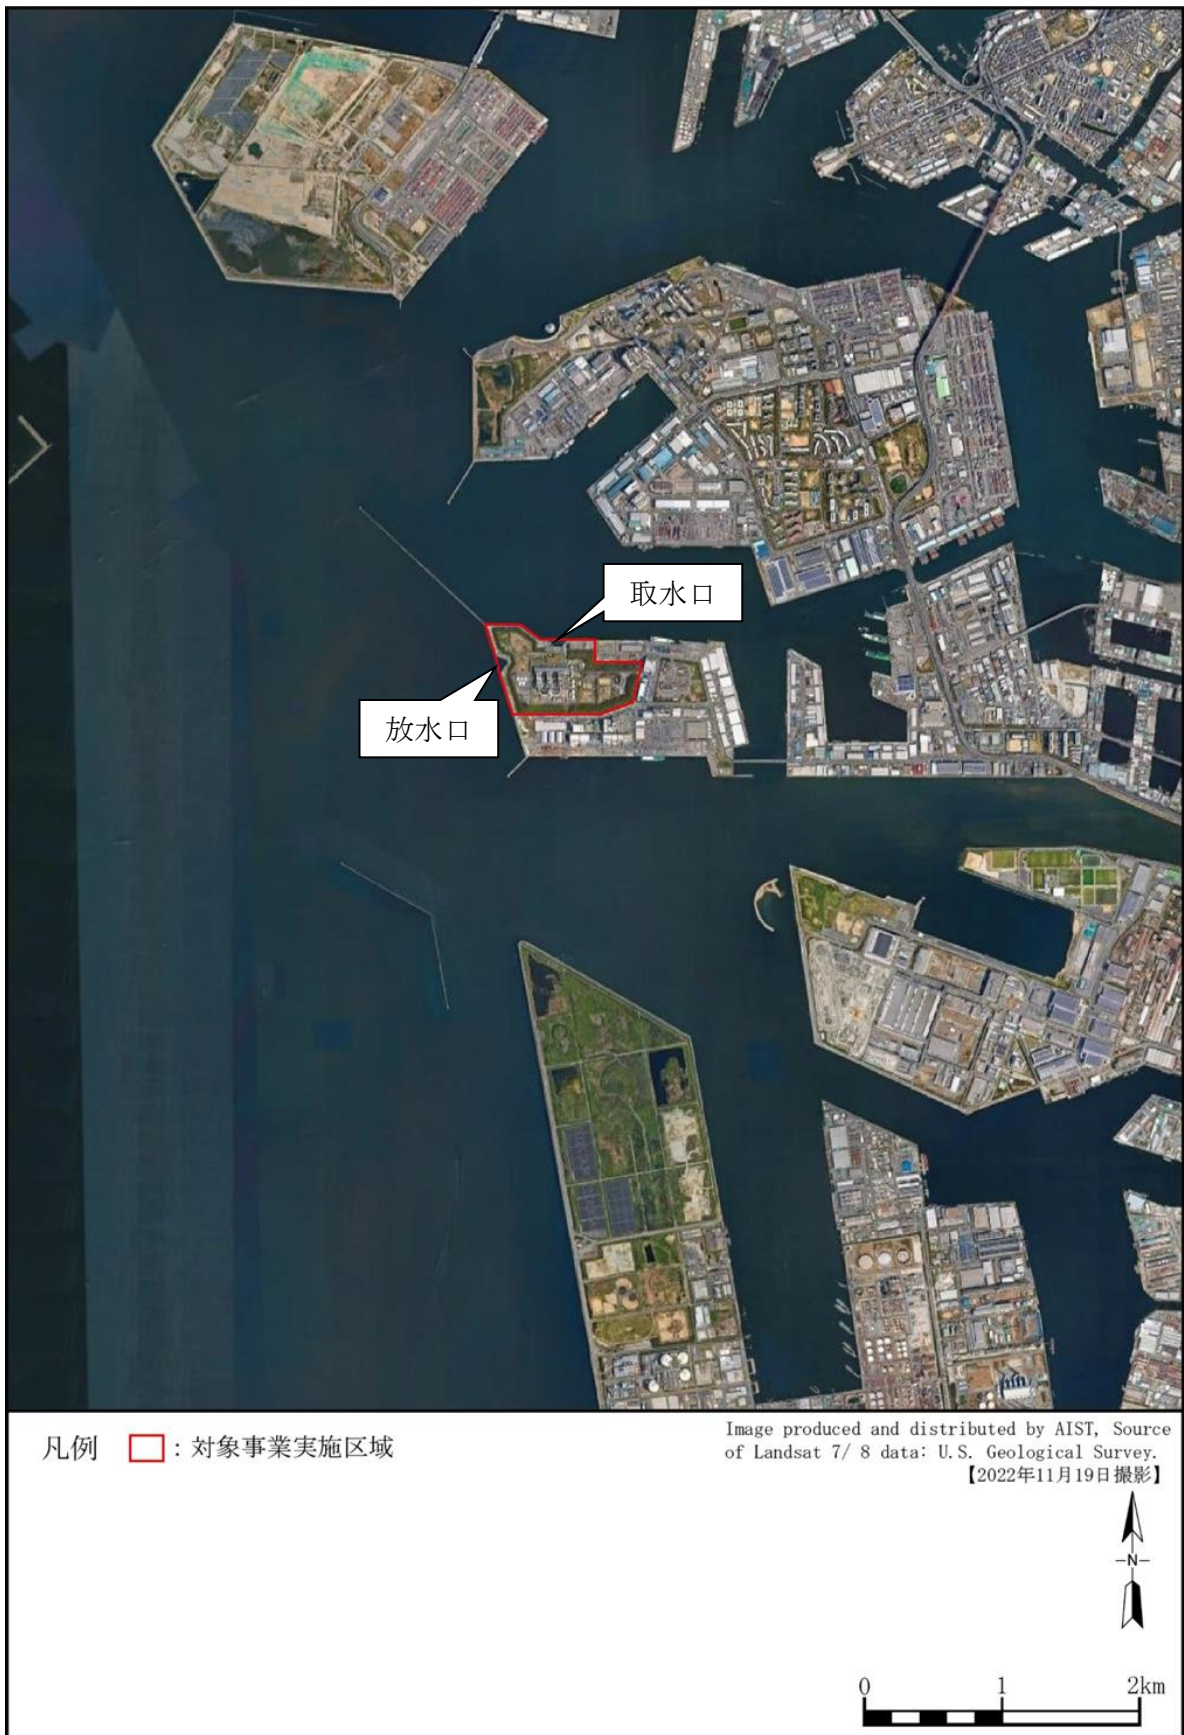 取水口
放水口
凡例 : 対象事業実施区域
Image produced and distributed by AIST, Source
of Landsat 7/ 8 data: U.S. Geological Survey.
【2022年11月19日撮影】
N
0 1 2km